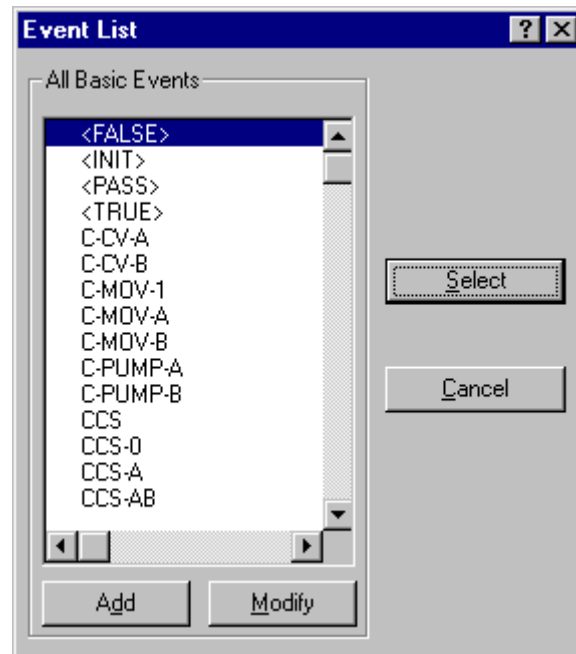 Event List
All Basic Events
<FALSE>
<INIT>
<PASS>
<TRUE>
C-CV-A
C-CV-B
C-MOV-1
C-MOV-A
C-MOV-B
C-PUMP-A
C-PUMP-B
CCS
CCS-0
CCS-A
CCS-AB
Select
Cancel
Add
Modify